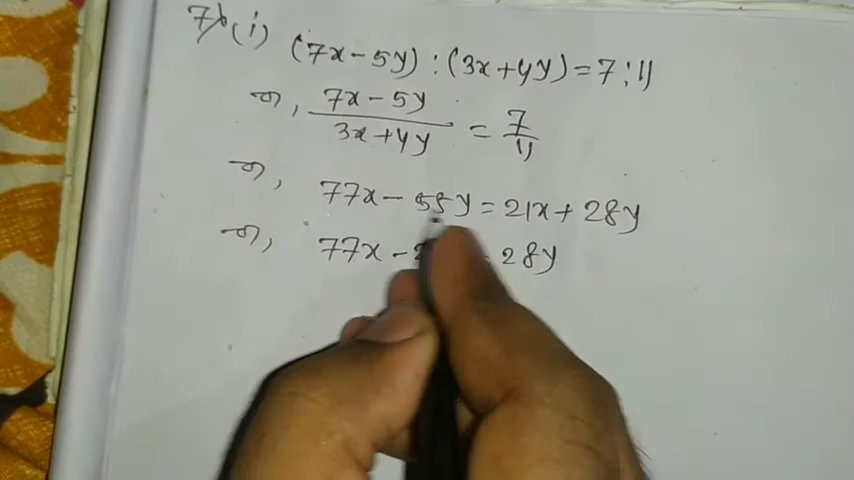 7)(i) (7x-5y):(3x+4y)=7:11
বা, 7x-5y/3x+4y = 7/11
বা, 77x-55y=21x+28y
বা, 77x-2 28y